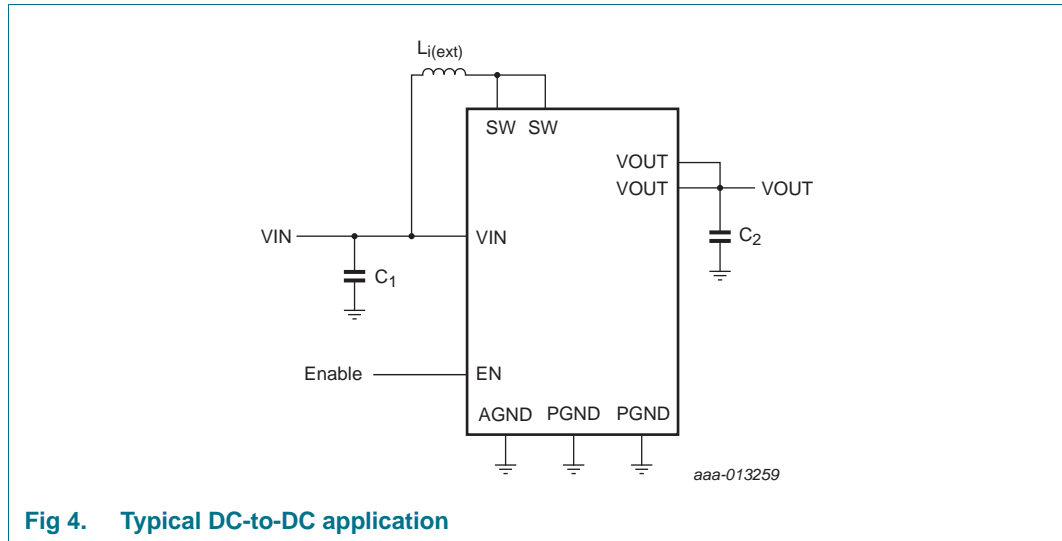 Li(ext)
SW SW
VOUT
VOUT VOUT
VIN VIN
C2
C1
Enable EN
AGND PGND PGND
aaa-013259
Fig 4. Typical DC-to-DC application